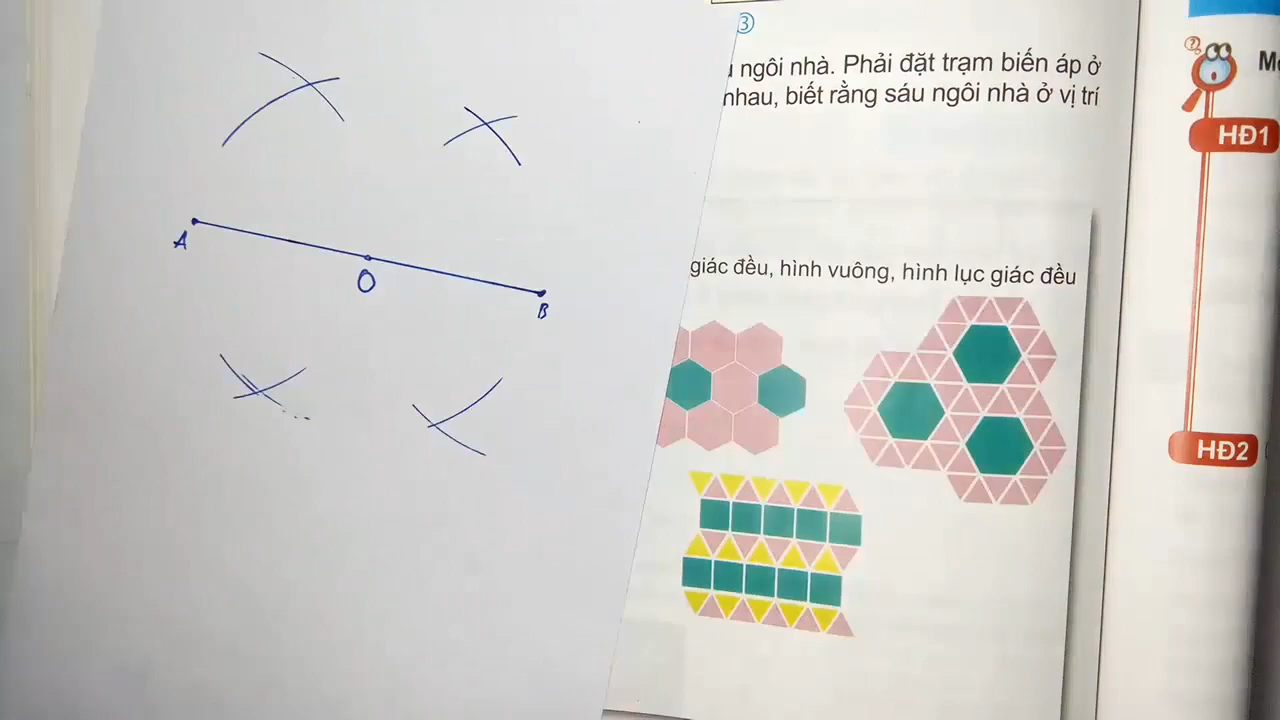 ③
ngôi nhà. Phải đặt trạm biến áp ở
nhau, biết rằng sáu ngôi nhà ở vị trí
giác đều, hình vuông, hình lục giác đều
A
O
B
?
HĐ1
HĐ2